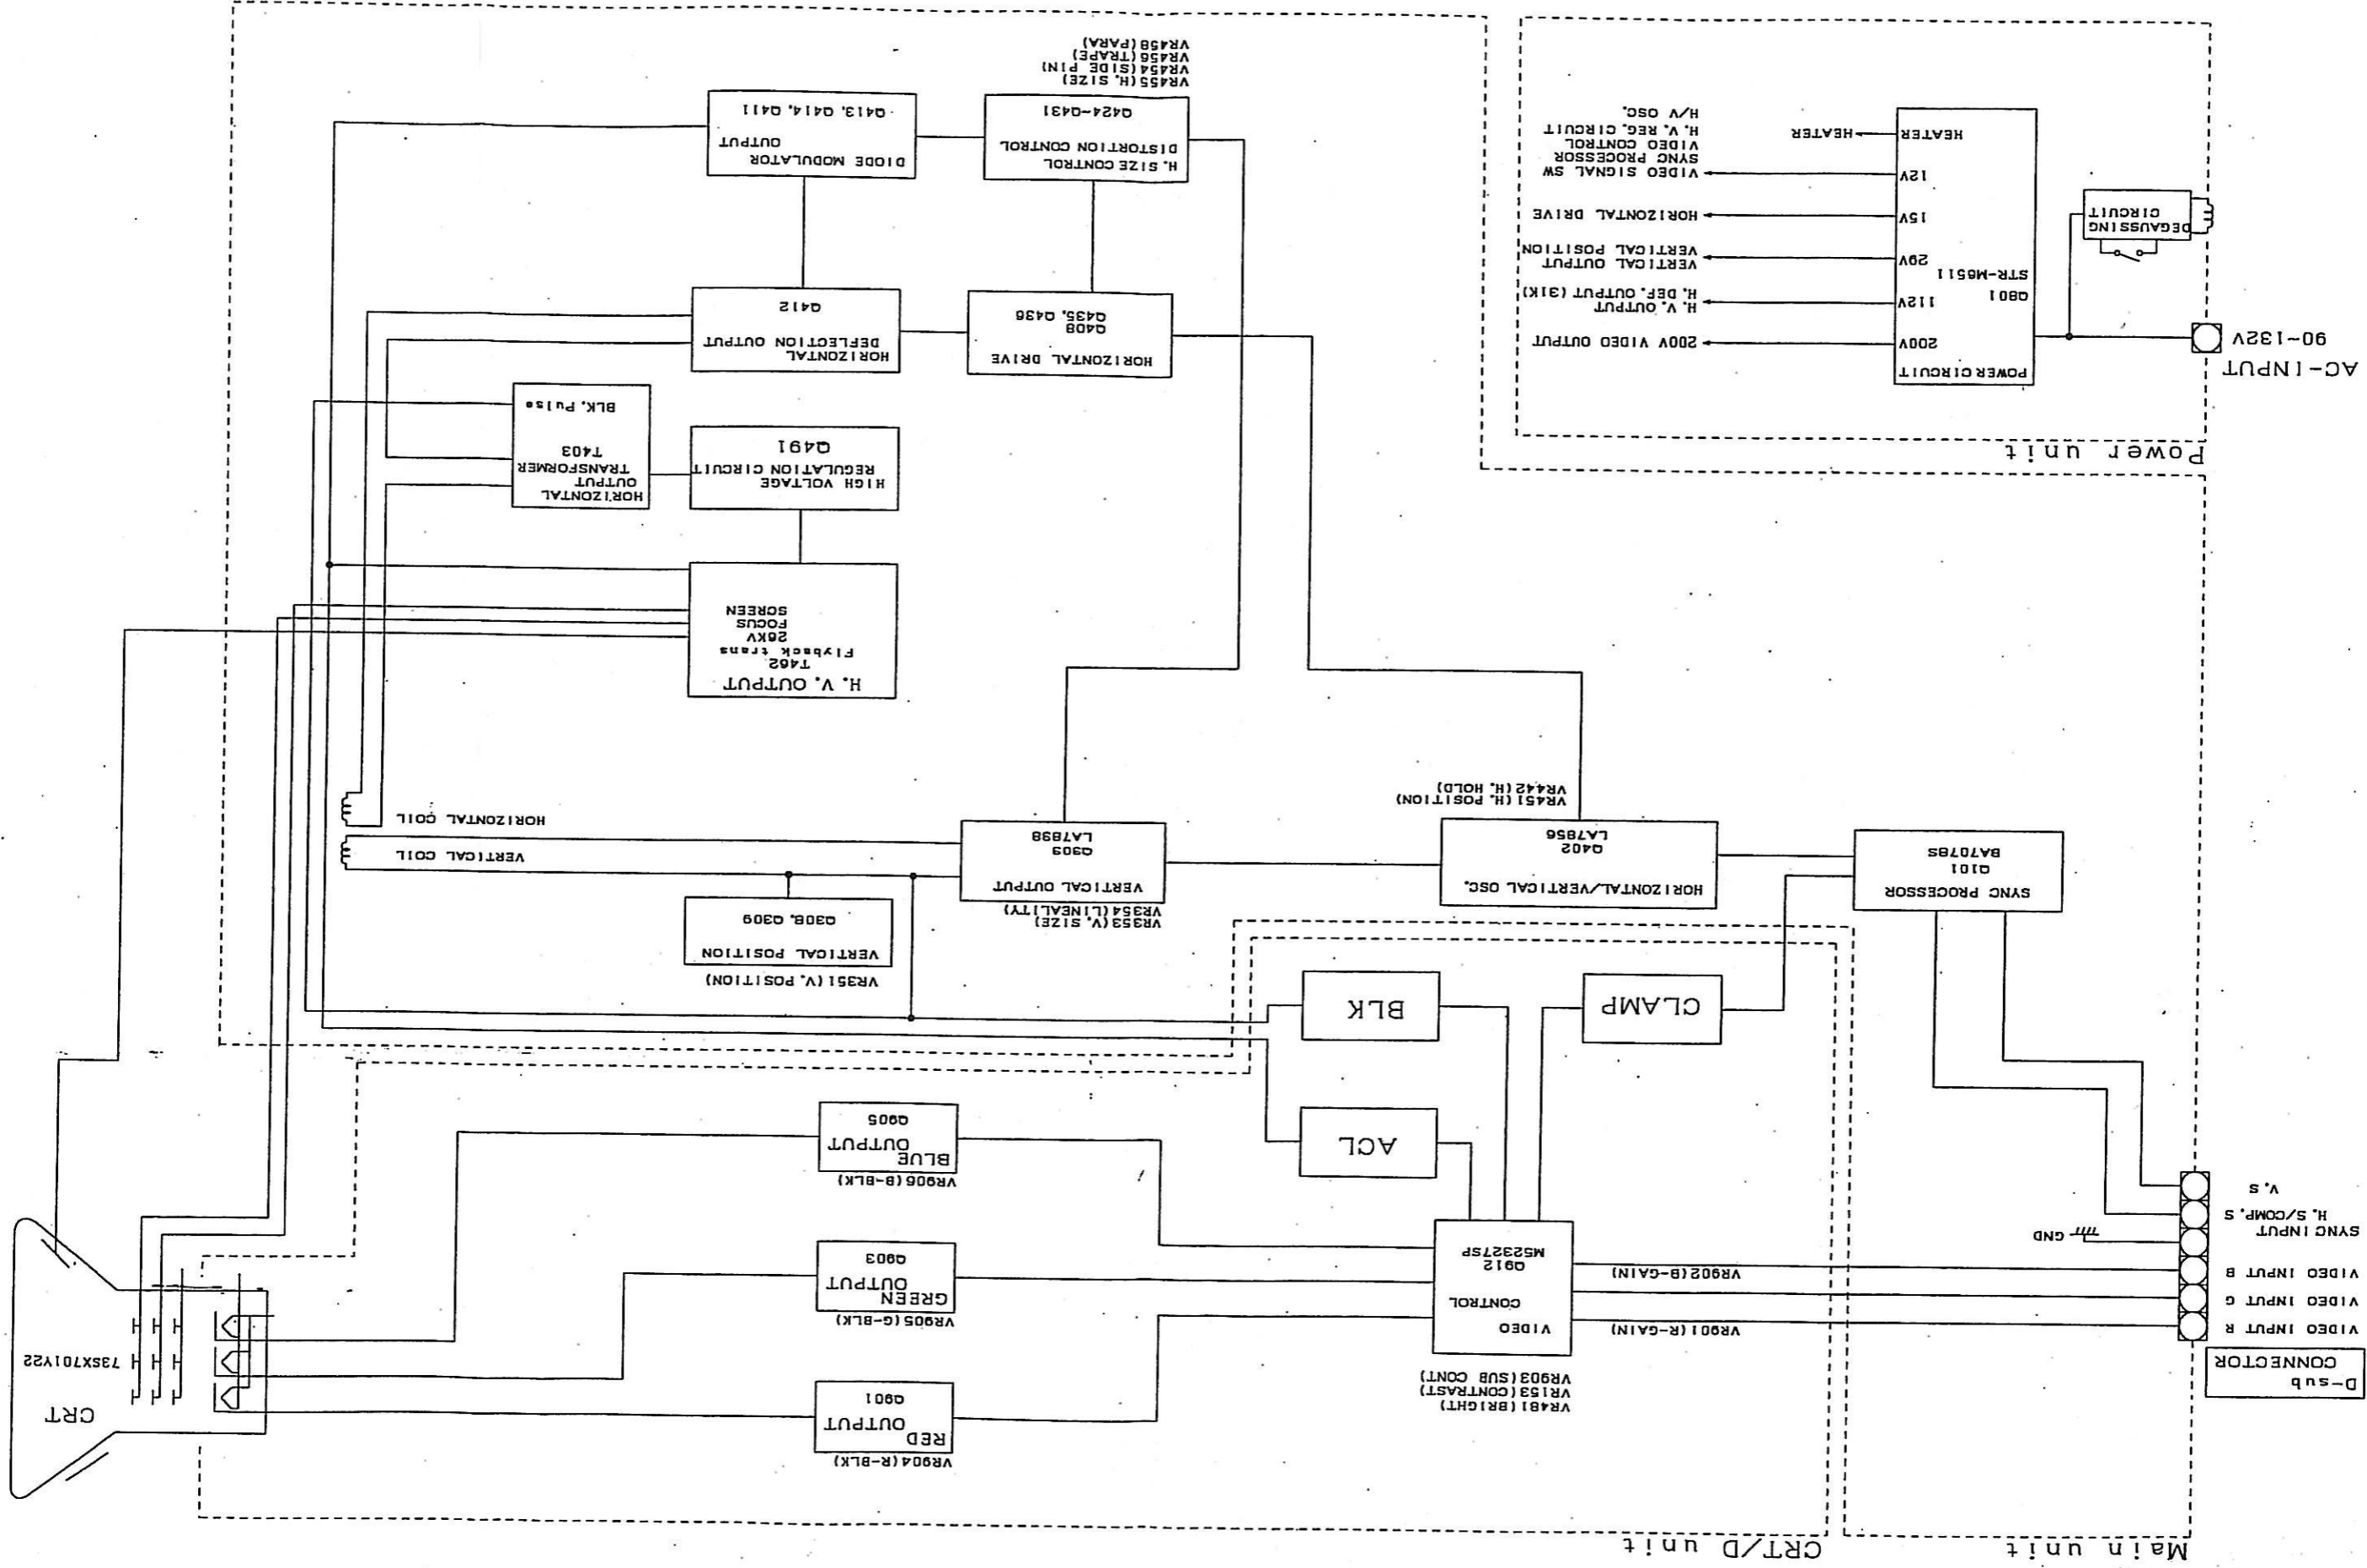 Main unit
CRT/D unit
D-sub
CONNECTOR
VIDEO INPUT R
VIDEO INPUT G
VIDEO INPUT B
SYNC INPUT
H. S/COMP. S
V. S
GND
VR901(R-GAIN)
VR902(B-GAIN)
VR481(BRIGHT)
VR153(CONTRAST)
VR903(SUB CONT)
VIDEO
CONTROL
Q912
M52327SP
VR904(R-BLK)
RED
OUTPUT
Q901
VR905(G-BLK)
GREEN
OUTPUT
Q903
VR906(B-BLK)
BLUE
OUTPUT
Q905
CRT
73SX701Y22
ACL
CLAMP
BLK
SYNC PROCESSOR
Q101
BA7078S
HORIZONTAL/VERTICAL OSC.
Q402
LA7856
VR451(H. POSITION)
VR442(H. HOLD)
VR353(V. SIZE)
VR354(LINEALITY)
VERTICAL OUTPUT
Q303
LA7838
VR351(V. POSITION)
VERTICAL POSITION
Q308, Q309
VERTICAL COIL
HORIZONTAL COIL
H. V. OUTPUT
T462
Flyback trans
26KV
FOCUS
SCREEN
HIGH VOLTAGE
REGULATION CIRCUIT
Q491
HORIZONTAL
OUTPUT
TRANSFORMER
T403
BLK. Pulse
HORIZONTAL DRIVE
Q408
Q435, Q436
HORIZONTAL
DEFLECTION OUTPUT
Q412
H. SIZE CONTROL
DISTORTION CONTROL
Q424~Q431
VR455(H. SIZE)
VR454(SIDE PIN)
VR456(TRAPE)
VR458(PARA)
DIODE MODULATOR
OUTPUT
Q413, Q414, Q411
Power unit
AC-INPUT
90~132V
DEGAUSSING
CIRCUIT
POWER CIRCUIT
Q801
STR-M6511
200V
112V
29V
15V
12V
HEATER
200V VIDEO OUTPUT
H. V. OUTPUT
H. DEF. OUTPUT (31K)
VERTICAL OUTPUT
VERTICAL POSITION
HORIZONTAL DRIVE
VIDEO SIGNAL SW
SYNC PROCESSOR
VIDEO CONTROL
H. V. REG. CIRCUIT
H/V OSC.
HEATER